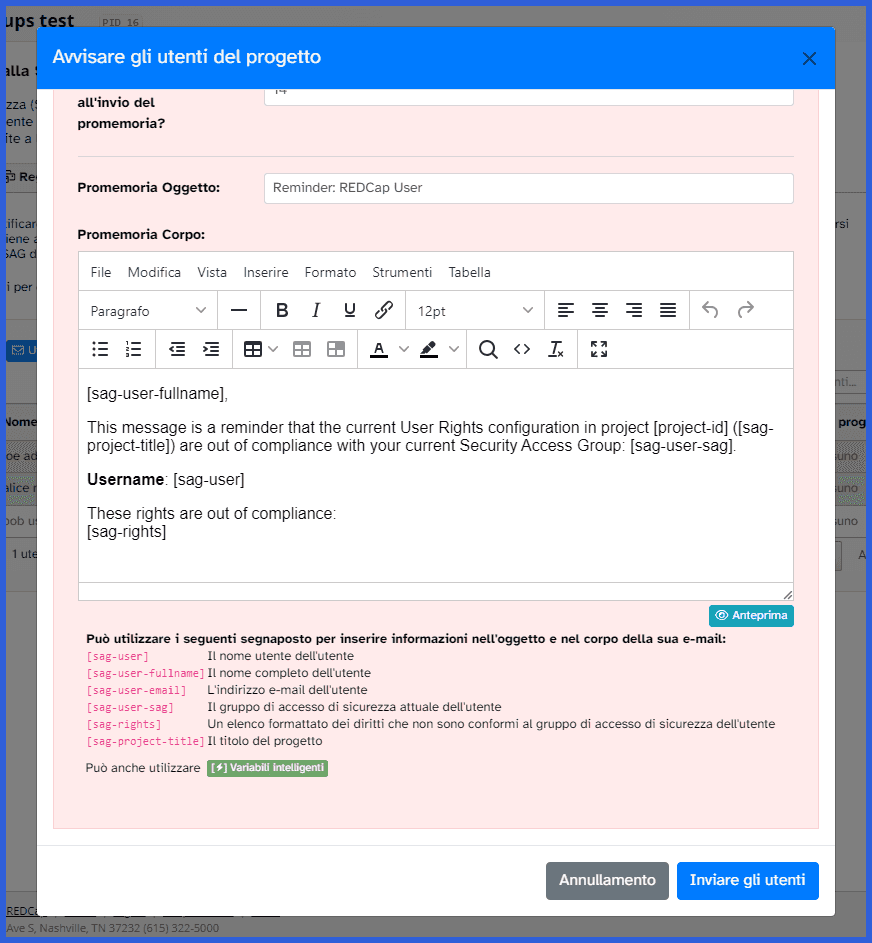 ups test PID 16
Avvisare gli utenti del progetto
alla
zza (S
ente
ite a
all'invio del
promemoria?
14
Promemoria Oggetto:
Reminder: REDCap User
Promemoria Corpo:
File Modifica Vista Inserire Formato Strumenti Tabella
Paragrafo B I U 12pt
A
[sag-user-fullname],
This message is a reminder that the current User Rights configuration in project [project-id] ([sag-
project-title]) are out of compliance with your current Security Access Group: [sag-user-sag].
Username: [sag-user]
These rights are out of compliance:
[sag-rights]
Anteprima
Può utilizzare i seguenti segnaposto per inserire informazioni nell'oggetto e nel corpo della sua e-mail:
[sag-user] Il nome utente dell'utente
[sag-user-fullname] Il nome completo dell'utente
[sag-user-email] L'indirizzo e-mail dell'utente
[sag-user-sag] Il gruppo di accesso di sicurezza attuale dell'utente
[sag-rights] Un elenco formattato dei diritti che non sono conformi al gruppo di accesso di sicurezza dell'utente
[sag-project-title] Il titolo del progetto
Può anche utilizzare [⚡] Variabili intelligenti
Annullamento Inviare gli utenti
Ave S, Nashville, TN 37232 (615) 322-5000